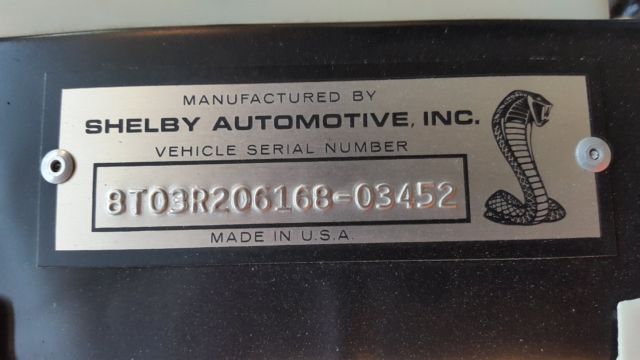 MANUFACTURED BY
SHELBY AUTOMOTIVE, INC.
VEHICLE SERIAL NUMBER
8T03R206168-03452
MADE IN U.S.A.